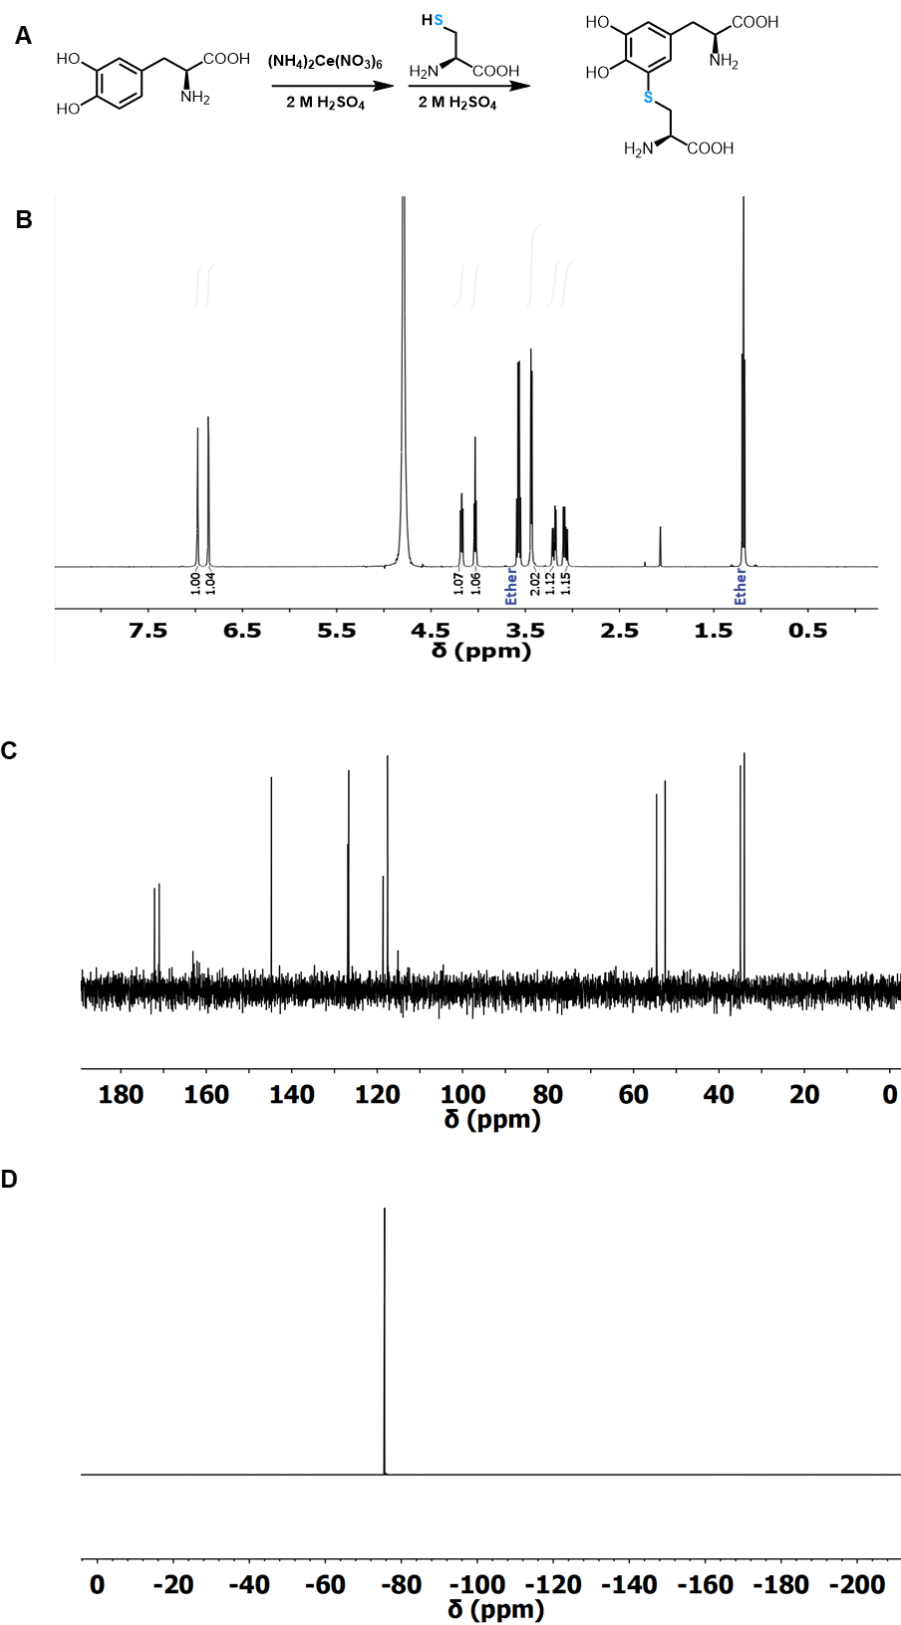 A
HS
HO
COOH
(NH₄)₂Ce(NO₃)₆
H₂N
COOH
HO
NH₂
2 M H₂SO₄
2 M H₂SO₄
HO
COOH
HO
NH₂
S
H₂N
COOH
B
1.00
1.04
1.07
1.06
Ether
2.02
1.12
1.15
Ether
7.5 6.5 5.5 4.5 3.5 2.5 1.5 0.5
δ (ppm)
C
180 160 140 120 100 80 60 40 20 0
δ (ppm)
D
0 -20 -40 -60 -80 -100 -120 -140 -160 -180 -200
δ (ppm)